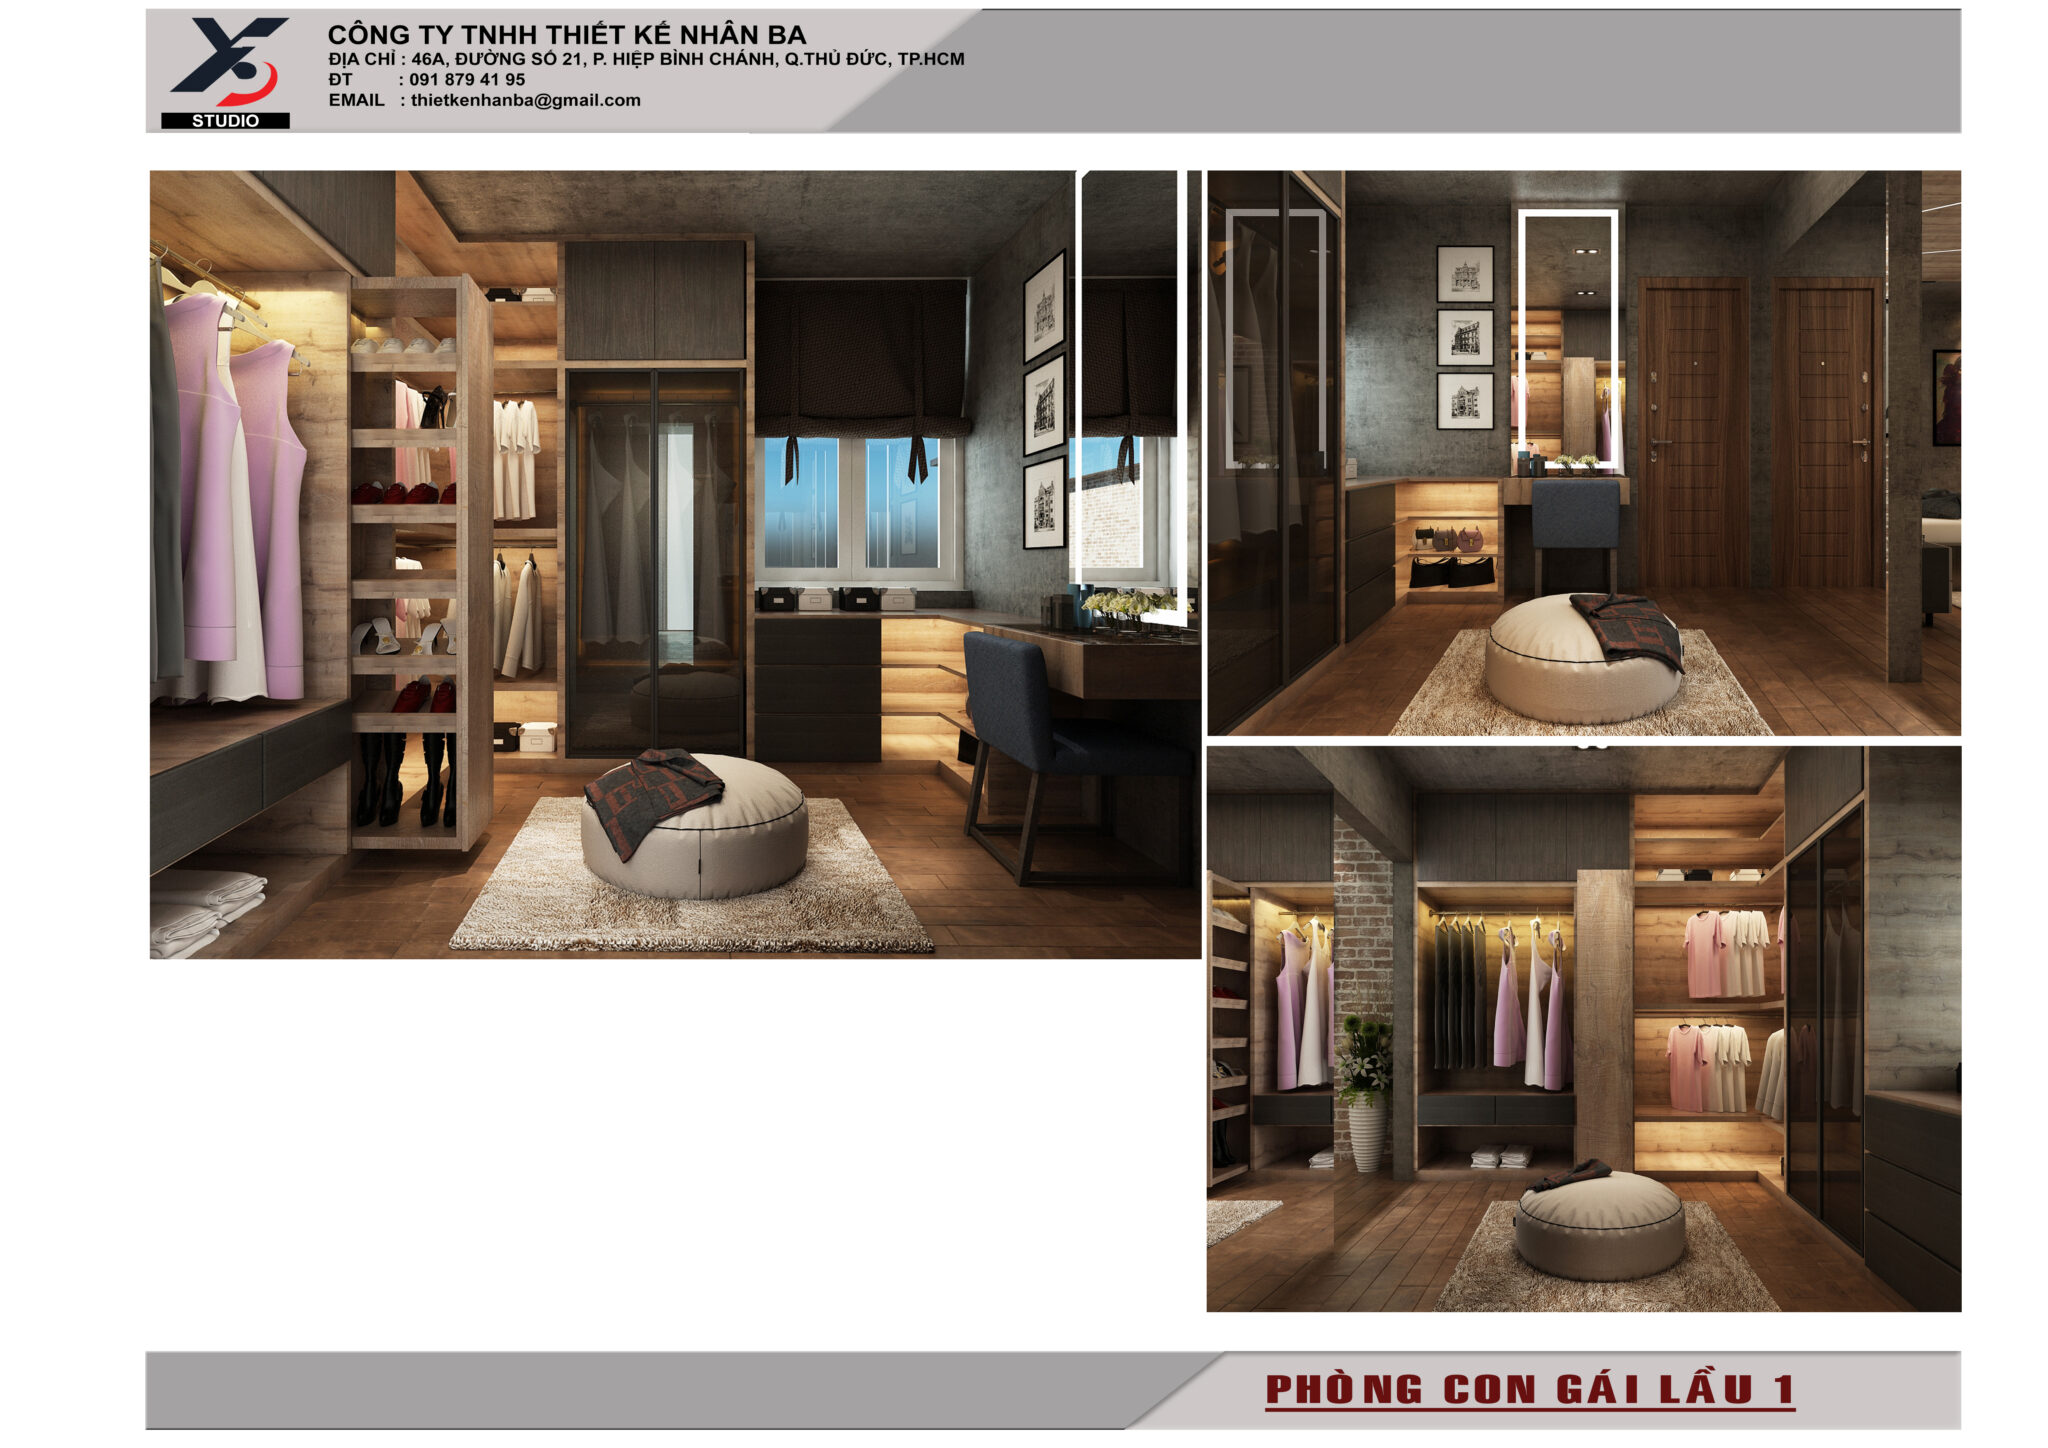 CÔNG TY TNHH THIẾT KẾ NHÂN BA
ĐỊA CHỈ : 46A, ĐƯỜNG SỐ 21, P. HIỆP BÌNH CHÁNH, Q.THỦ ĐỨC, TP.HCM
ĐT : 091 879 41 95
EMAIL : thietkenhanba@gmail.com
STUDIO
PHÒNG CON GÁI LẦU 1